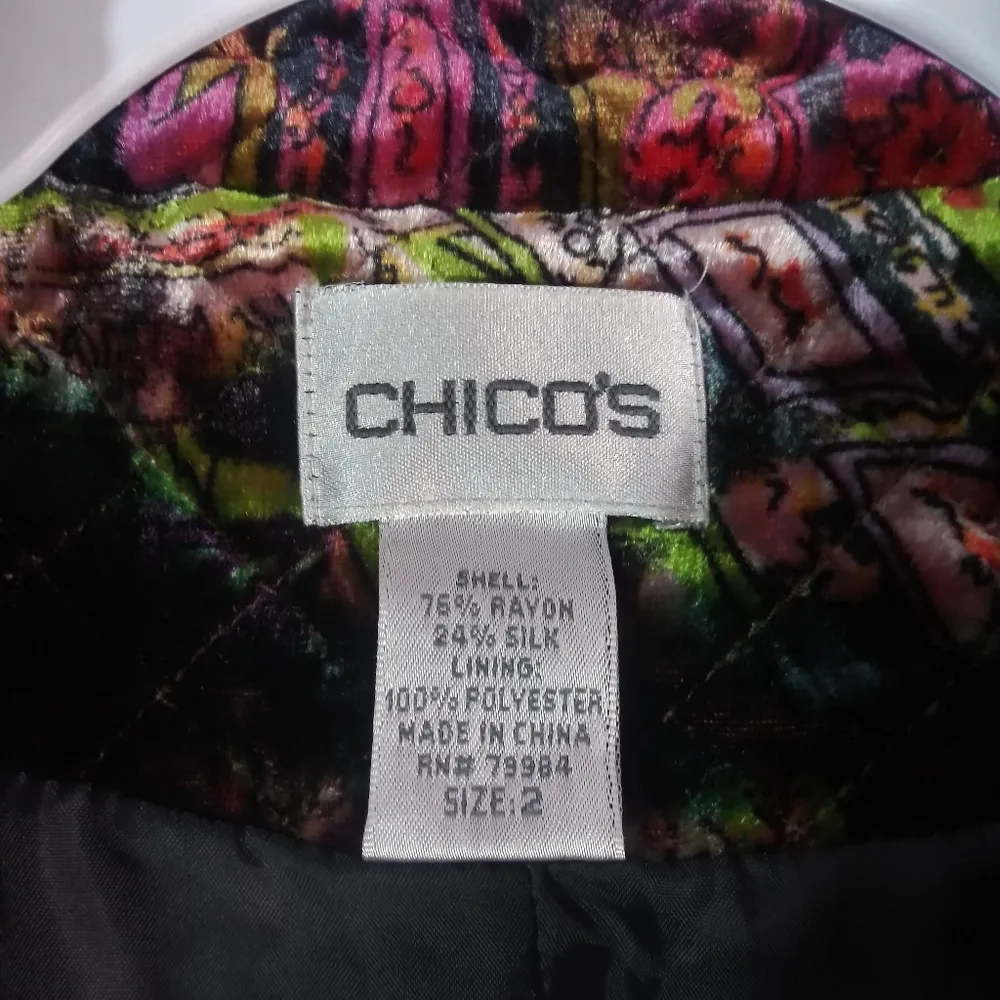 CHICO'S
SHELL:
76% RAYON
24% SILK
LINING:
100% POLYESTER
MADE IN CHINA
RN# 79984
SIZE: 2